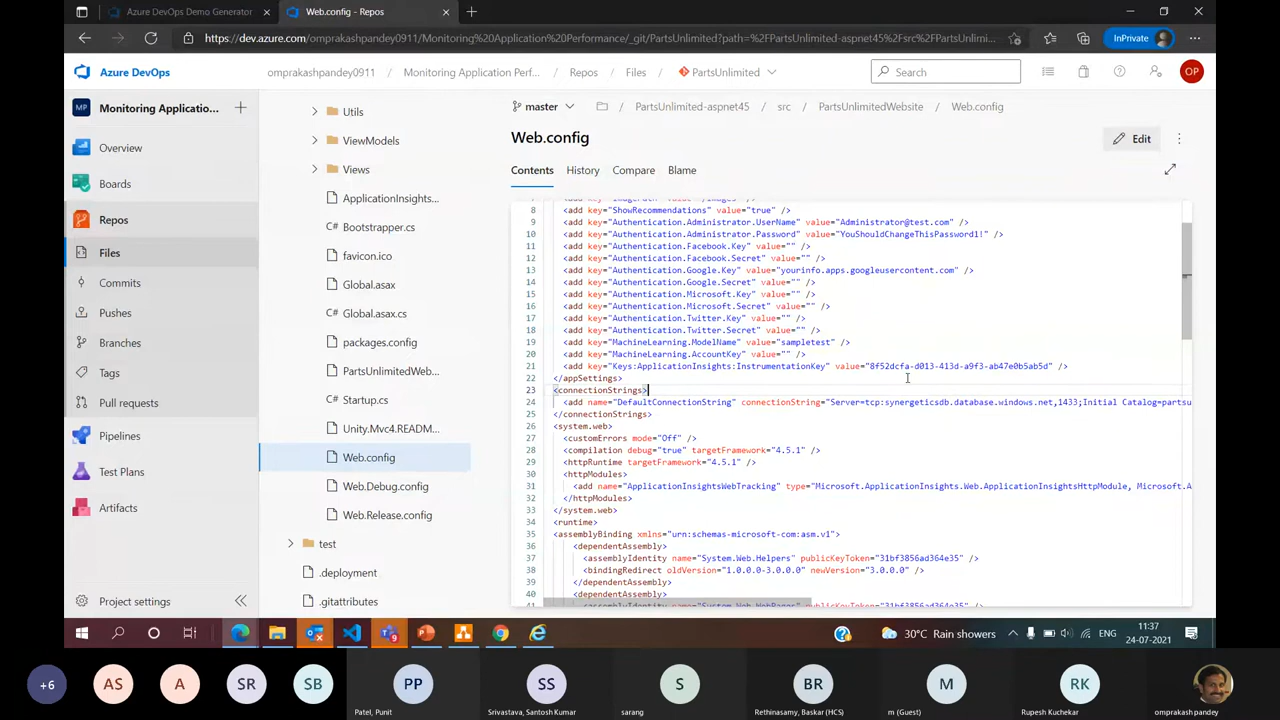 Azure DevOps Demo Generator
Web.config - Repos
https://dev.azure.com/omprakashpandey0911/Monitoring%20Application%20Performance/_git/PartsUnlimited?path=%2FPartsUnlimited-aspnet45%2Fsrc%2FPartsUnlimi...
InPrivate
Azure DevOps
omprakashpandey0911 / Monitoring Application Perf... / Repos / Files / PartsUnlimited
Search
OP
MP Monitoring Applicatio...
Overview
Boards
Repos
Files
Commits
Pushes
Branches
Tags
Pull requests
Pipelines
Test Plans
Artifacts
Project settings
Utils
ViewModels
Views
ApplicationInsights...
C# Bootstrapper.cs
favicon.ico
Global.asax
C# Global.asax.cs
packages.config
PartsUnlimitedWeb...
C# Startup.cs
Unity.Mvc4.READM...
Web.config
Web.Debug.config
Web.Release.config
test
.deployment
.gitattributes
master
PartsUnlimited-aspnet45 / src / PartsUnlimitedWebsite / Web.config
Web.config
Edit
Contents History Compare Blame
8 <add key="ShowRecommendations" value="true" />
9 <add key="Authentication.Administrator.UserName" value="Administrator@test.com" />
10 <add key="Authentication.Administrator.Password" value="YouShouldChangeThisPassword1!" />
11 <add key="Authentication.Facebook.Key" value="" />
12 <add key="Authentication.Facebook.Secret" value="" />
13 <add key="Authentication.Google.Key" value="yourinfo.apps.googleusercontent.com" />
14 <add key="Authentication.Google.Secret" value="" />
15 <add key="Authentication.Microsoft.Key" value="" />
16 <add key="Authentication.Microsoft.Secret" value="" />
17 <add key="Authentication.Twitter.Key" value="" />
18 <add key="Authentication.Twitter.Secret" value="" />
19 <add key="MachineLearning.ModelName" value="sampletest" />
20 <add key="MachineLearning.AccountKey" value="" />
21 <add key="Keys:ApplicationInsights:InstrumentationKey" value="8f52dcfa-d013-413d-a9f3-ab47e0b5ab5d" />
22 </appSettings>
23 <connectionStrings>
24 <add name="DefaultConnectionString" connectionString="Server=tcp:synergeticsdb.database.windows.net,1433;Initial Catalog=partsu
25 </connectionStrings>
26 <system.web>
27 <customErrors mode="Off" />
28 <compilation debug="true" targetFramework="4.5.1" />
29 <httpRuntime targetFramework="4.5.1" />
30 <httpModules>
31 <add name="ApplicationInsightsWebTracking" type="Microsoft.ApplicationInsights.Web.ApplicationInsightsHttpModule, Microsoft.A
32 </httpModules>
33 </system.web>
34 <runtime>
35 <assemblyBinding xmlns="urn:schemas-microsoft-com:asm.v1">
36 <dependentAssembly>
37 <assemblyIdentity name="System.Web.Helpers" publicKeyToken="31bf3856ad364e35" />
38 <bindingRedirect oldVersion="1.0.0.0-3.0.0.0" newVersion="3.0.0.0" />
39 </dependentAssembly>
40 <dependentAssembly>
30°C Rain showers
ENG
11:37
24-07-2021
+6
AS
A
SR
SB
PP
Patel, Punit
SS
Srivastava, Santosh Kumar
S
sarang
BR
Rethinasamy, Baskar (HCS)
M
m (Guest)
RK
Rupesh Kuchekar
omprakash pandey